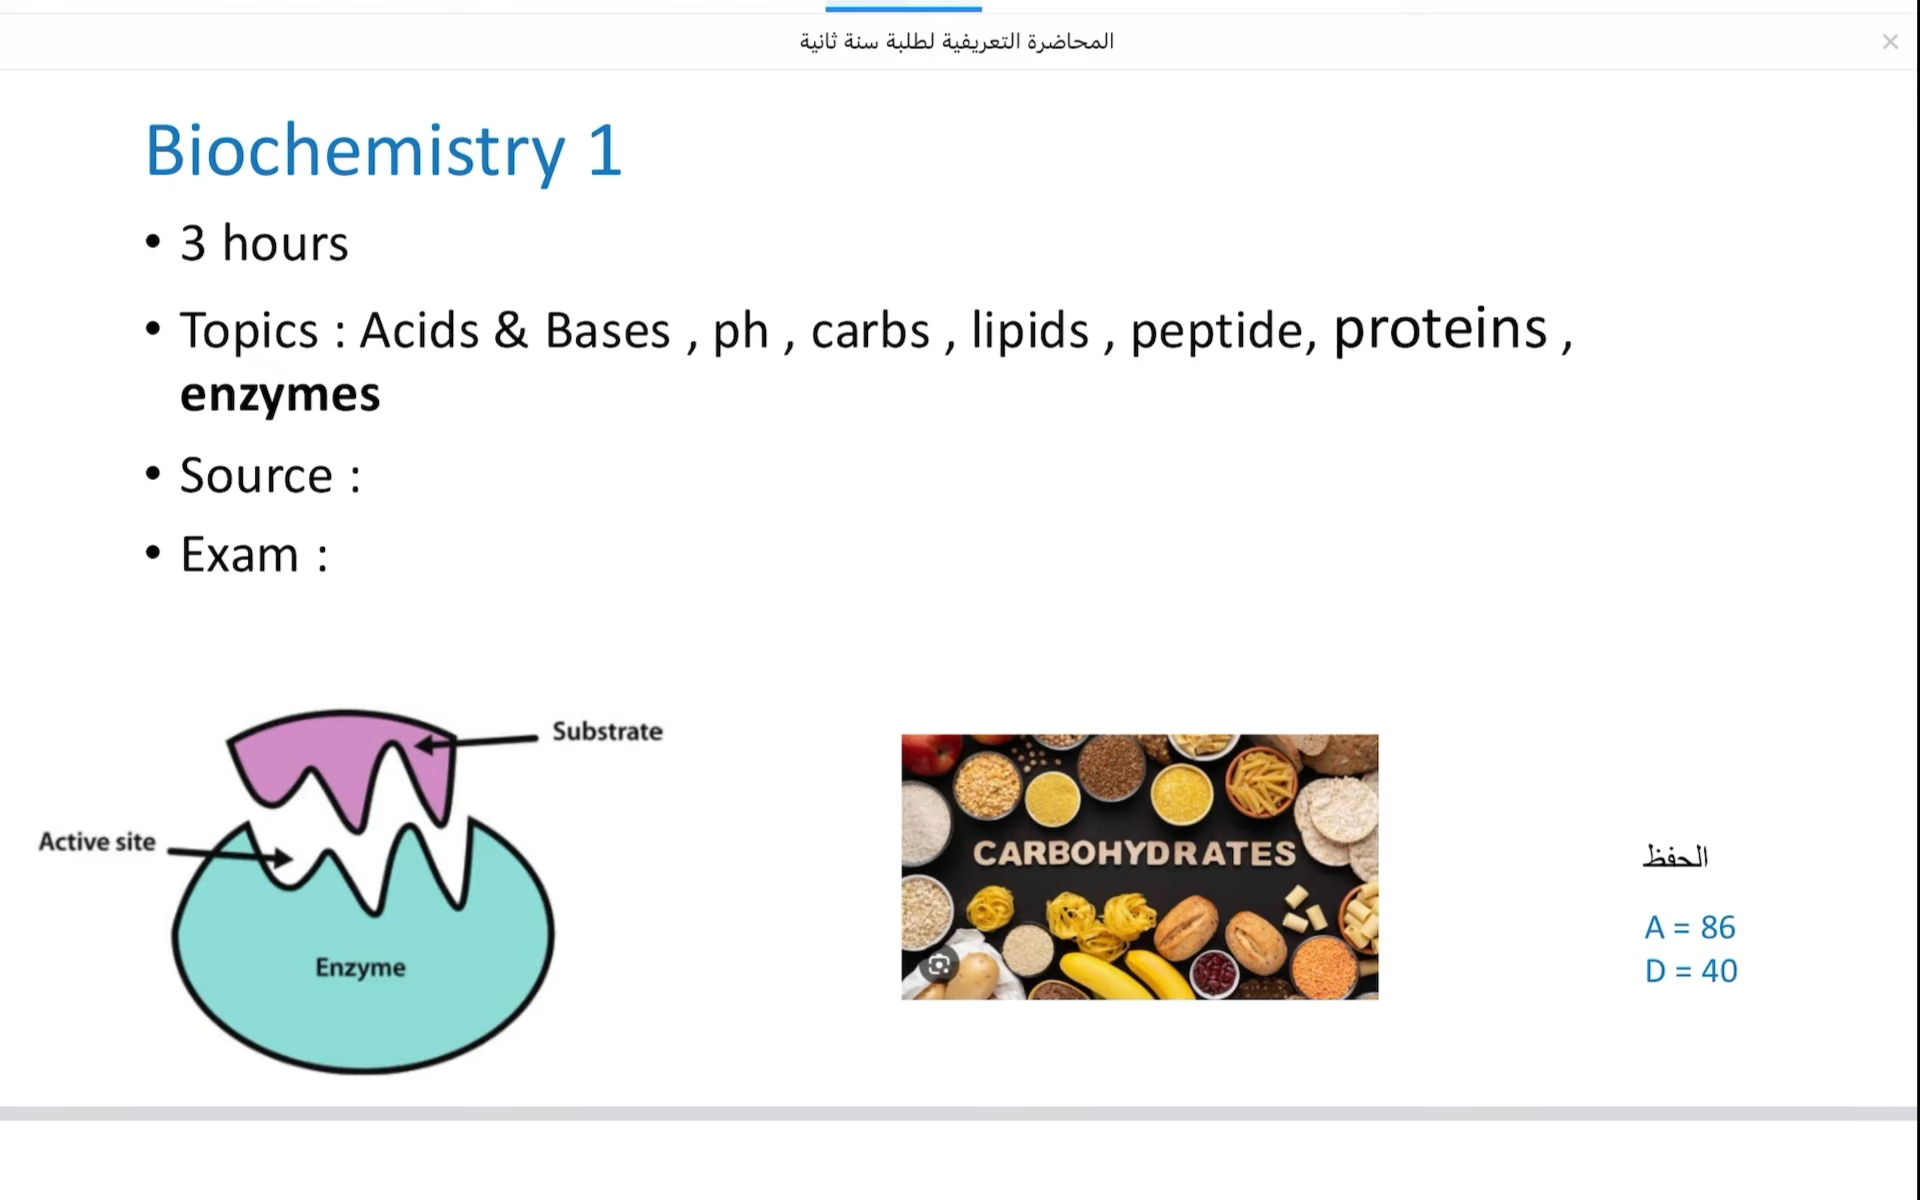 المحاضرة التعريفية لطلبة سنة ثانية
Biochemistry 1
• 3 hours
• Topics : Acids & Bases , ph , carbs , lipids , peptide, proteins ,
enzymes
• Source :
• Exam :
Substrate
Active site
Enzyme
CARBOHYDRATES
الحفظ
A = 86
D = 40